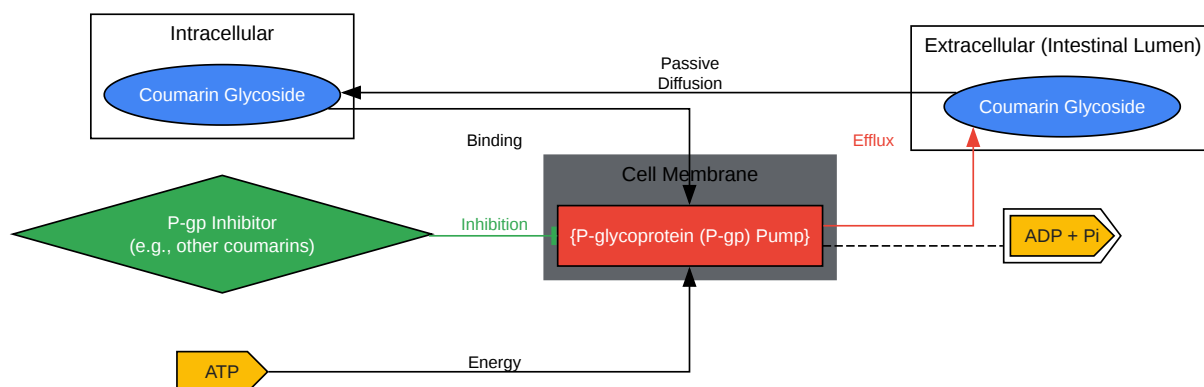 Intracellular
Coumarin Glycoside
Passive
Diffusion
Extracellular (Intestinal Lumen)
Coumarin Glycoside
Binding
Efflux
Cell Membrane
P-gp Inhibitor
(e.g., other coumarins)
Inhibition
{P-glycoprotein (P-gp) Pump}
ADP + Pi
ATP
Energy